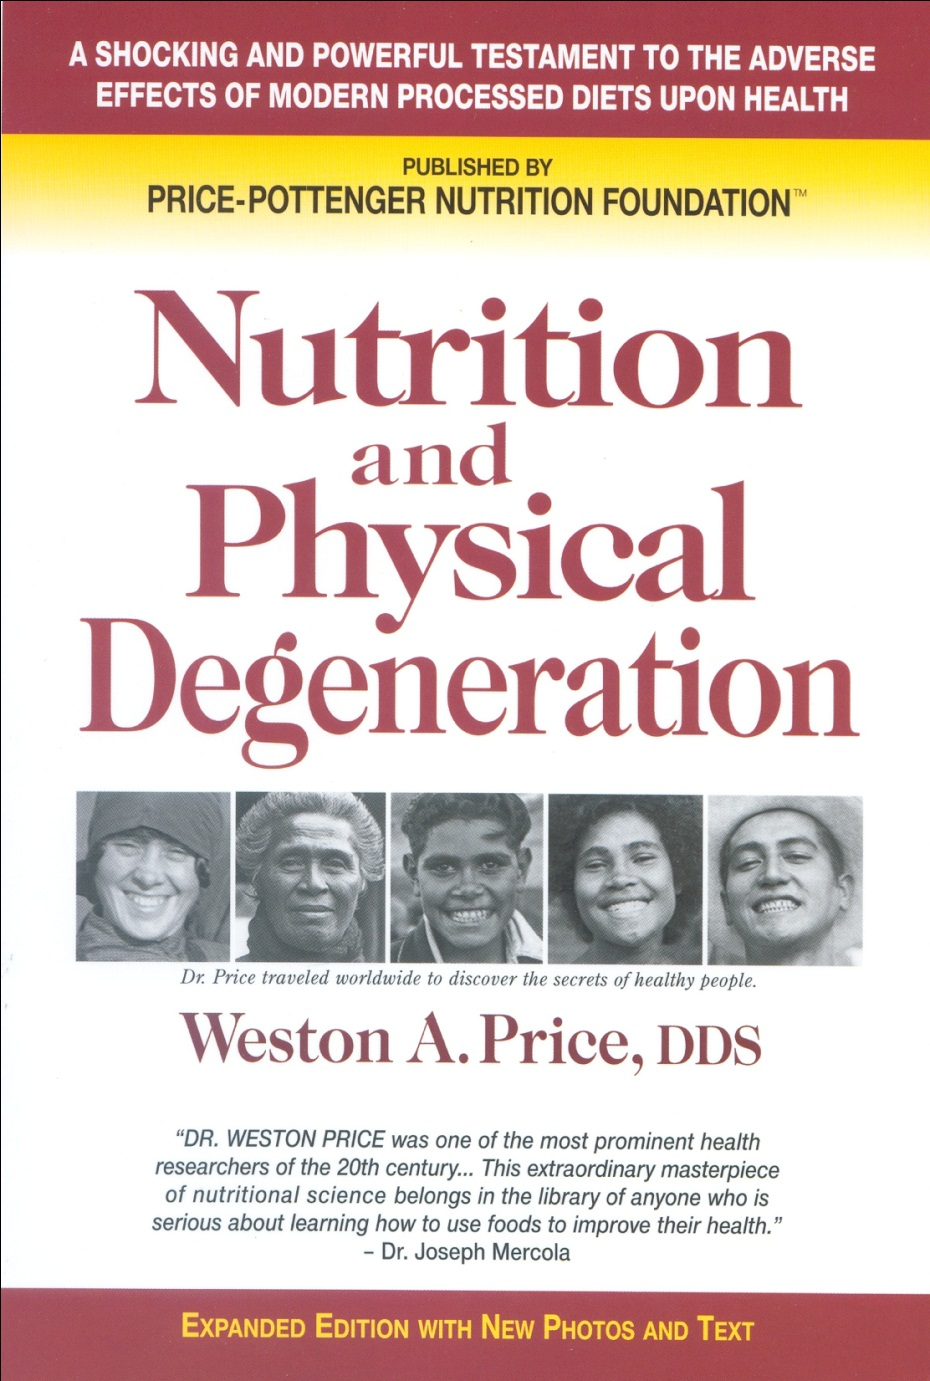 A SHOCKING AND POWERFUL TESTAMENT TO THE ADVERSE
EFFECTS OF MODERN PROCESSED DIETS UPON HEALTH
PUBLISHED BY
PRICE-POTTENGER NUTRITION FOUNDATION™
Nutrition
and
Physical
Degeneration
Dr. Price traveled worldwide to discover the secrets of healthy people.
Weston A. Price, DDS
“DR. WESTON PRICE was one of the most prominent health
researchers of the 20th century... This extraordinary masterpiece
of nutritional science belongs in the library of anyone who is
serious about learning how to use foods to improve their health.”
– Dr. Joseph Mercola
EXPANDED EDITION WITH NEW PHOTOS AND TEXT